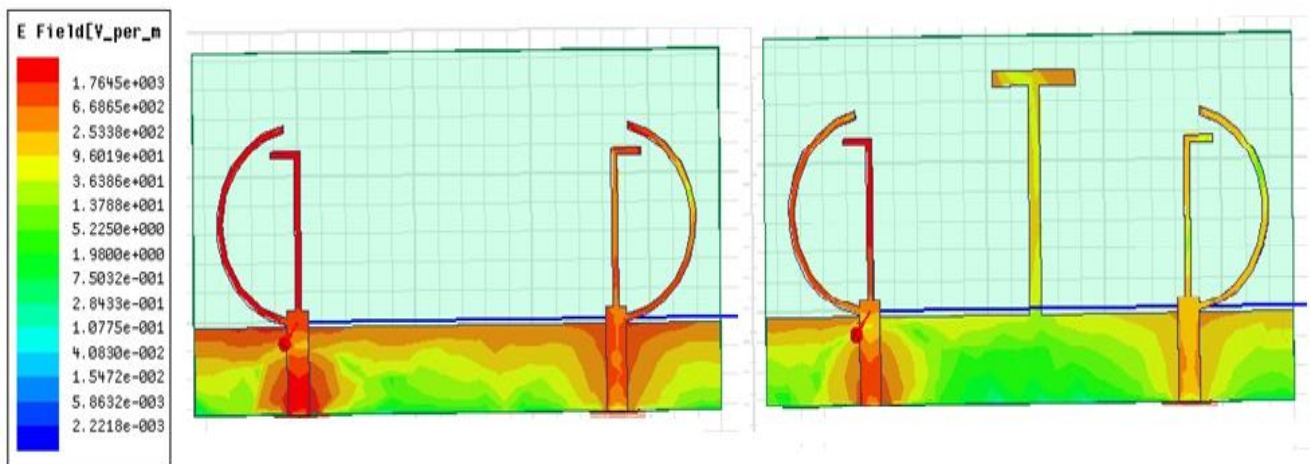 E Field[V_per_m
1.7645e+003
6.6865e+002
2.5338e+002
9.6019e+001
3.6386e+001
1.3788e+001
5.2250e+000
1.9800e+000
7.5032e-001
2.8433e-001
1.0775e-001
4.0830e-002
1.5472e-002
5.8632e-003
2.2218e-003